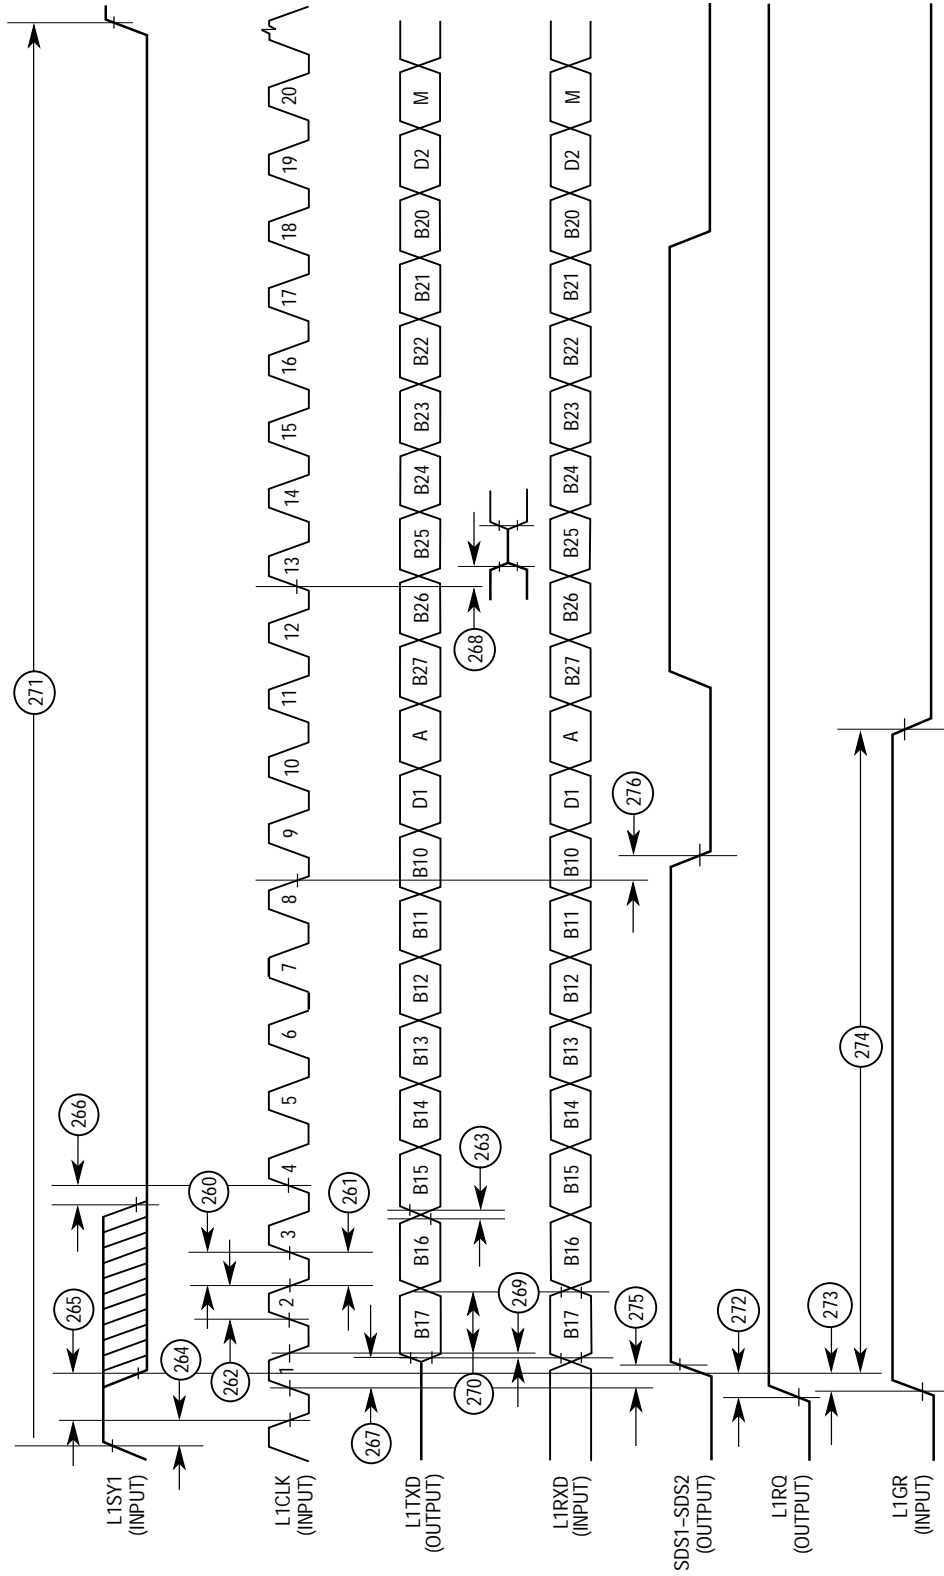 271
L1SY1
(INPUT)
264
265
266
L1CLK
(INPUT)
1
2
3
4
5
6
7
8
9
10
11
12
13
14
15
16
17
18
19
20
262
260
261
267
L1TXD
(OUTPUT)
B17
B16
B15
B14
B13
B12
B11
B10
D1
A
B27
B26
B25
B24
B23
B22
B21
B20
D2
M
270
269
263
268
L1RXD
(INPUT)
B17
B16
B15
B14
B13
B12
B11
B10
D1
A
B27
B26
B25
B24
B23
B22
B21
B20
D2
M
275
276
SDS1–SDS2
(OUTPUT)
272
L1RQ
(OUTPUT)
273
274
L1GR
(INPUT)